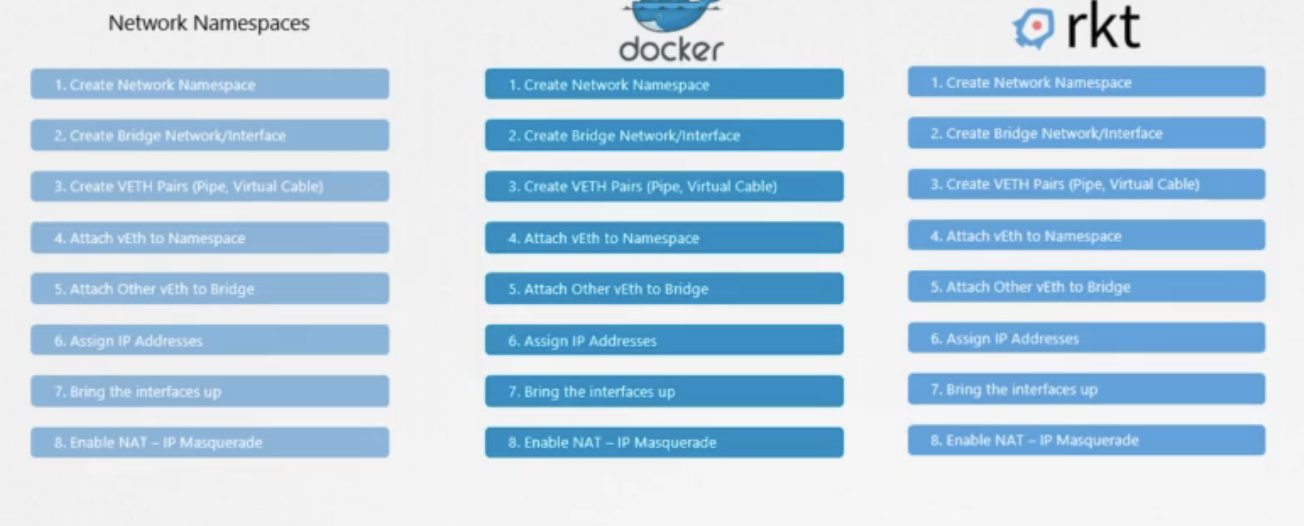 Network Namespaces
1. Create Network Namespace
2. Create Bridge Network/Interface
3. Create VETH Pairs (Pipe, Virtual Cable)
4. Attach vEth to Namespace
5. Attach Other vEth to Bridge
6. Assign IP Addresses
7. Bring the interfaces up
8. Enable NAT – IP Masquerade
docker
1. Create Network Namespace
2. Create Bridge Network/Interface
3. Create VETH Pairs (Pipe, Virtual Cable)
4. Attach vEth to Namespace
5. Attach Other vEth to Bridge
6. Assign IP Addresses
7. Bring the interfaces up
8. Enable NAT – IP Masquerade
rkt
1. Create Network Namespace
2. Create Bridge Network/Interface
3. Create VETH Pairs (Pipe, Virtual Cable)
4. Attach vEth to Namespace
5. Attach Other vEth to Bridge
6. Assign IP Addresses
7. Bring the interfaces up
8. Enable NAT – IP Masquerade